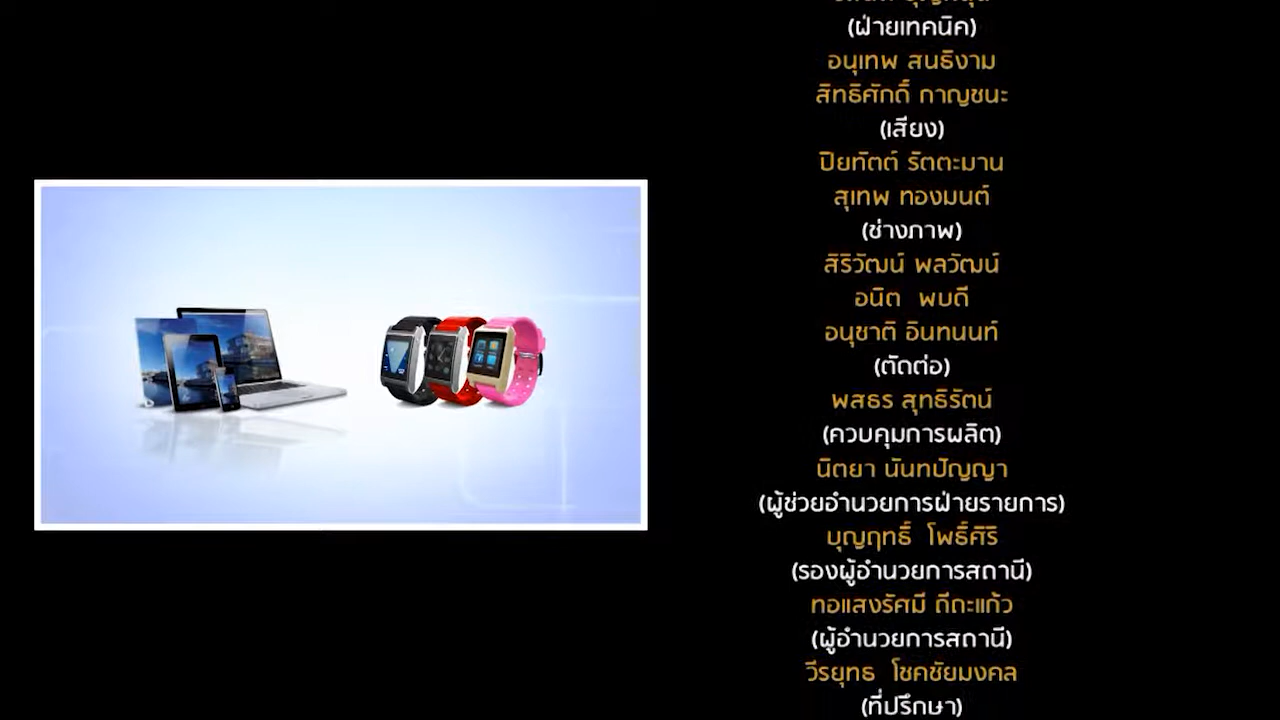 (ฝ่ายเทคนิค)
อนุเทพ สนธิงาม
สิทธิศักดิ์ กาญชนะ
(เสียง)
ปิยทัตต์ รัตตะมาน
สุเทพ ทองมนต์
(ช่างภาพ)
สิริวัฒน์ พลวัฒน์
อนิต พบดี
อนุชาติ อินทนนท์
(ตัดต่อ)
พสธร สุทธิรัตน์
(ควบคุมการผลิต)
นิตยา นันทปัญญา
(ผู้ช่วยอำนวยการฝ่ายรายการ)
บุญฤทธิ์ โพธิ์ศิริ
(รองผู้อำนวยการสถานี)
ทอแสงรัศมี ถีถะแก้ว
(ผู้อำนวยการสถานี)
วีรยุทธ โชคชัยมงคล
(ที่ปรึกษา)